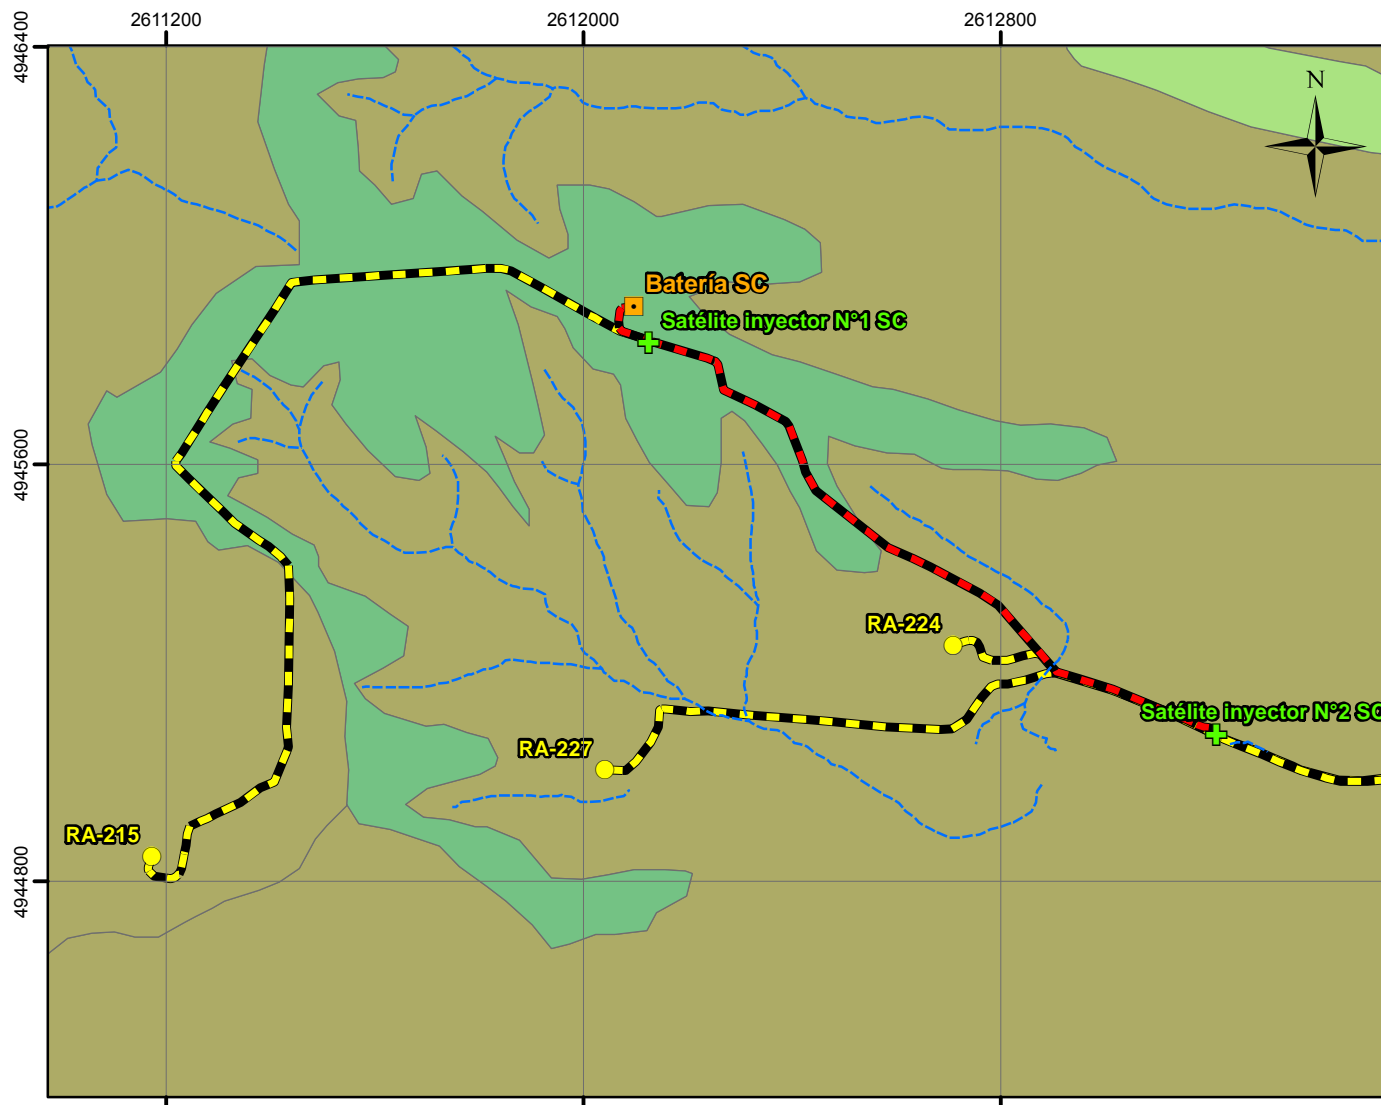 2611200
2612000
2612800
4946400
N
Batería SC
Satélite inyector N°1 SC
4945600
RA-224
Satélite inyector N°2 SC
RA-227
RA-215
4944800